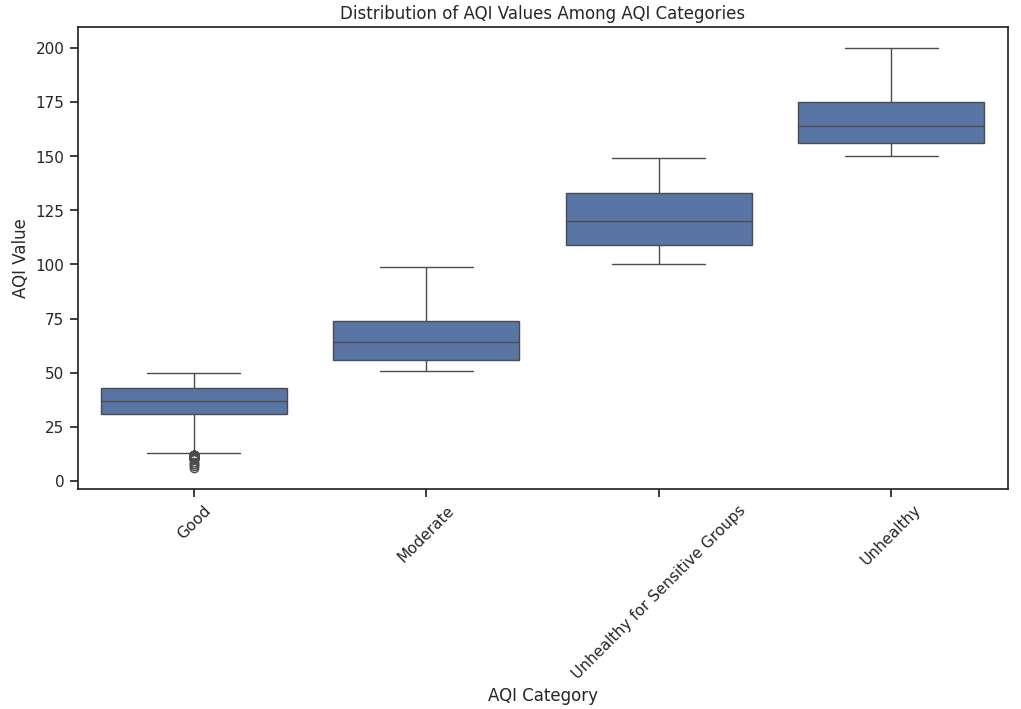 Distribution of AQI Values Among AQI Categories
AQI Value
200
175
150
125
100
75
50
25
0
Good
Moderate
Unhealthy for Sensitive Groups
Unhealthy
AQI Category